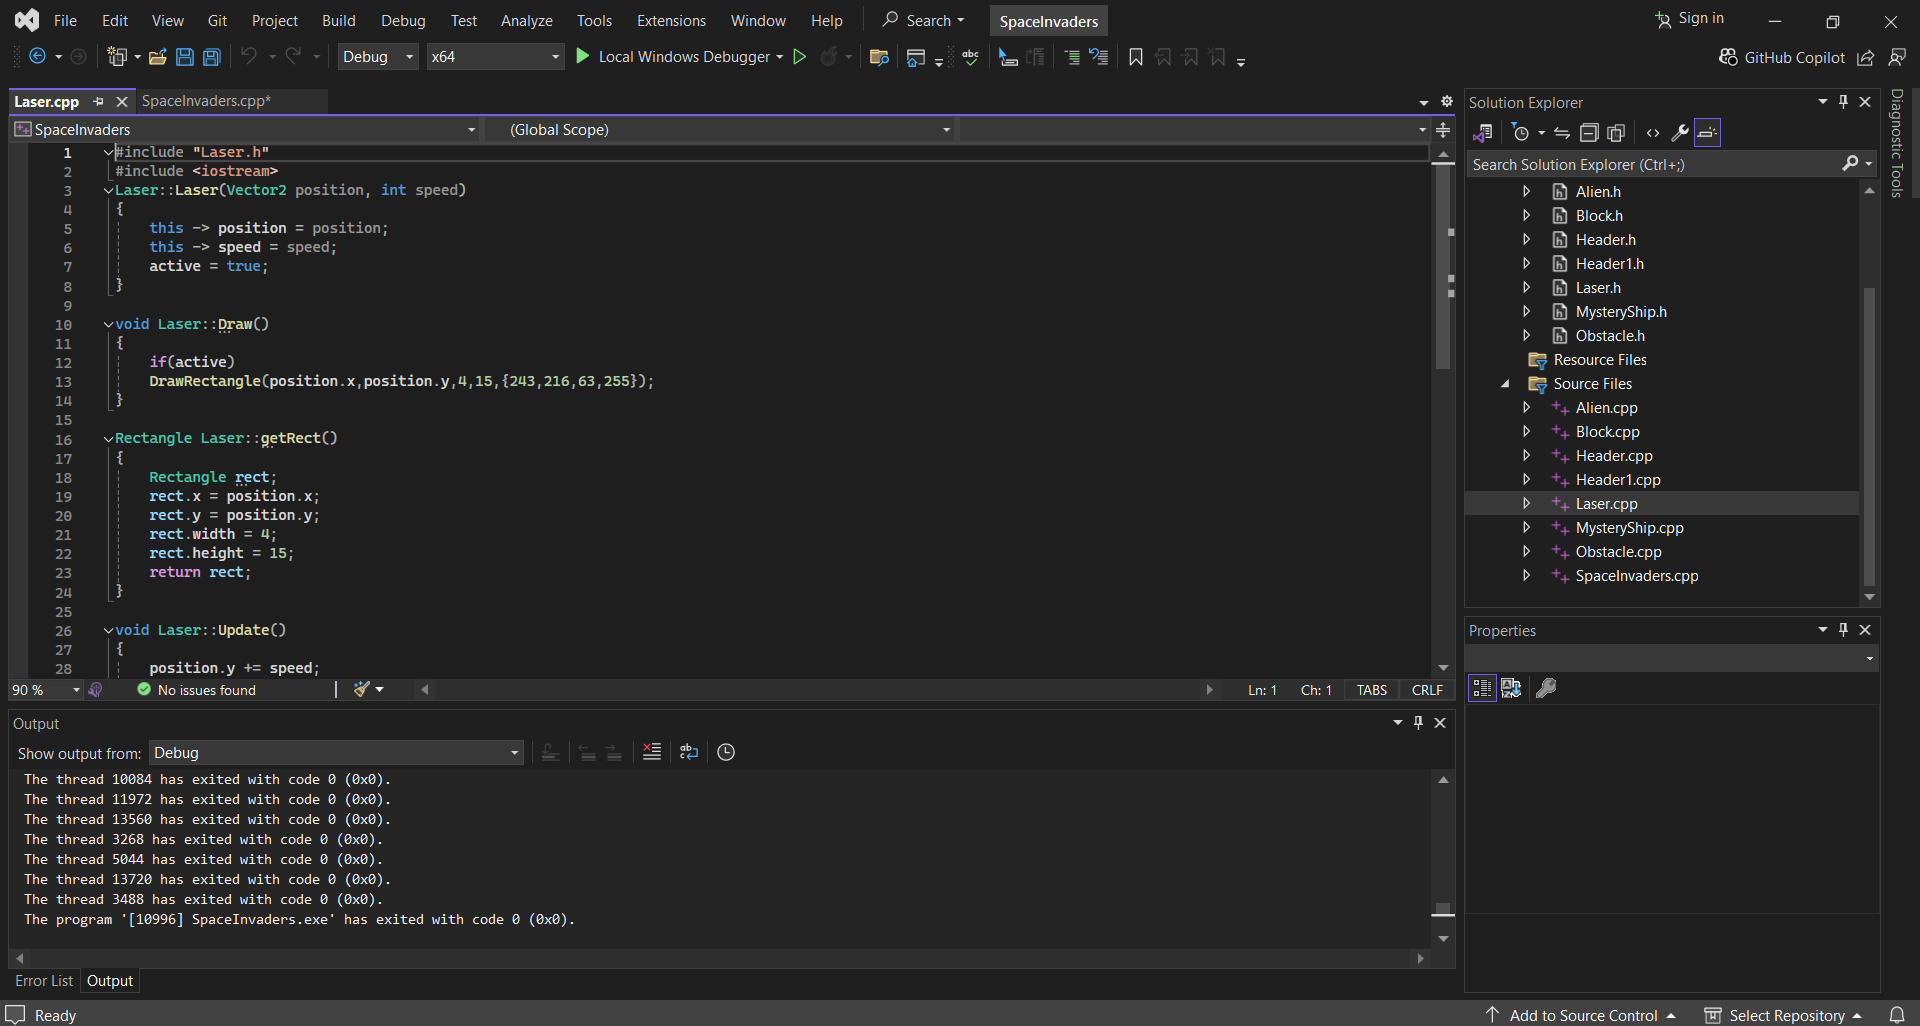 File Edit View Git Project Build Debug Test Analyze Tools Extensions Window Help Search SpaceInvaders Sign in
Debug x64 Local Windows Debugger abc GitHub Copilot
Laser.cpp SpaceInvaders.cpp*
SpaceInvaders (Global Scope)
1 #include "Laser.h"
2 #include <iostream>
3 Laser::Laser(Vector2 position, int speed)
4 {
5 this -> position = position;
6 this -> speed = speed;
7 active = true;
8 }
9
10 void Laser::Draw()
11 {
12 if(active)
13 DrawRectangle(position.x,position.y,4,15,{243,216,63,255});
14 }
15
16 Rectangle Laser::getRect()
17 {
18 Rectangle rect;
19 rect.x = position.x;
20 rect.y = position.y;
21 rect.width = 4;
22 rect.height = 15;
23 return rect;
24 }
25
26 void Laser::Update()
27 {
28 position.y += speed;
90 % No issues found Ln: 1 Ch: 1 TABS CRLF
Output
Show output from: Debug
The thread 10084 has exited with code 0 (0x0).
The thread 11972 has exited with code 0 (0x0).
The thread 13560 has exited with code 0 (0x0).
The thread 3268 has exited with code 0 (0x0).
The thread 5044 has exited with code 0 (0x0).
The thread 13720 has exited with code 0 (0x0).
The thread 3488 has exited with code 0 (0x0).
The program '[10996] SpaceInvaders.exe' has exited with code 0 (0x0).
Error List Output
Solution Explorer
Search Solution Explorer (Ctrl+;)
Alien.h
Block.h
Header.h
Header1.h
Laser.h
MysteryShip.h
Obstacle.h
Resource Files
Source Files
Alien.cpp
Block.cpp
Header.cpp
Header1.cpp
Laser.cpp
MysteryShip.cpp
Obstacle.cpp
SpaceInvaders.cpp
Properties
Diagnostic Tools
Ready Add to Source Control Select Repository